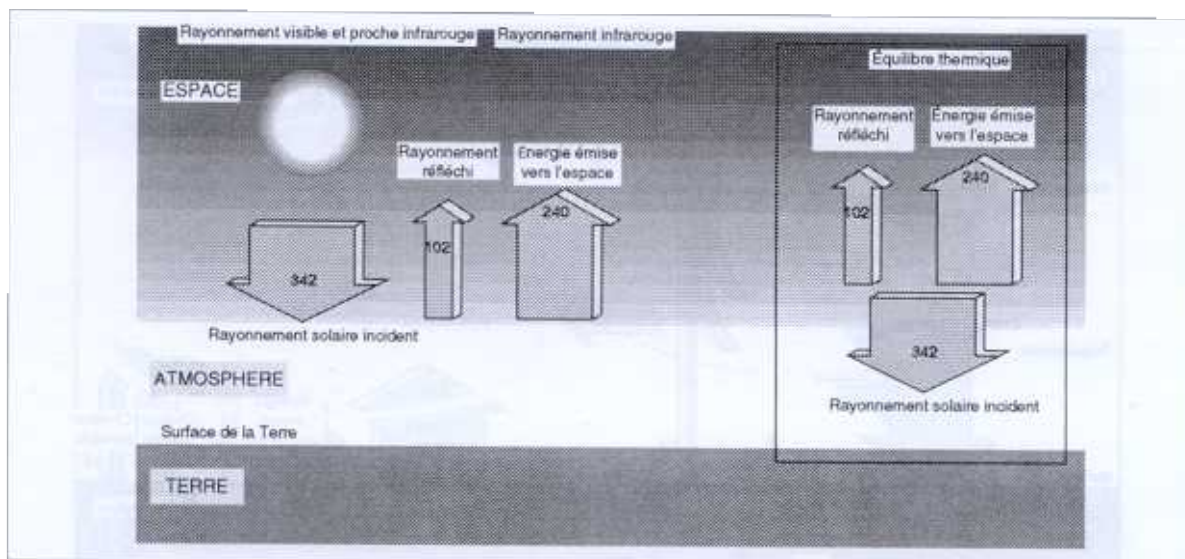 Rayonnement visible et proche infrarouge
Rayonnement infrarouge
ESPACE
Rayonnement
réfléchi
Energie émise
vers l'espace
342
102
240
Rayonnement solaire incident
ATMOSPHERE
Surface de la Terre
TERRE
Équilibre thermique
Rayonnement
réfléchi
Énergie émise
vers l'espace
102
240
342
Rayonnement solaire incident